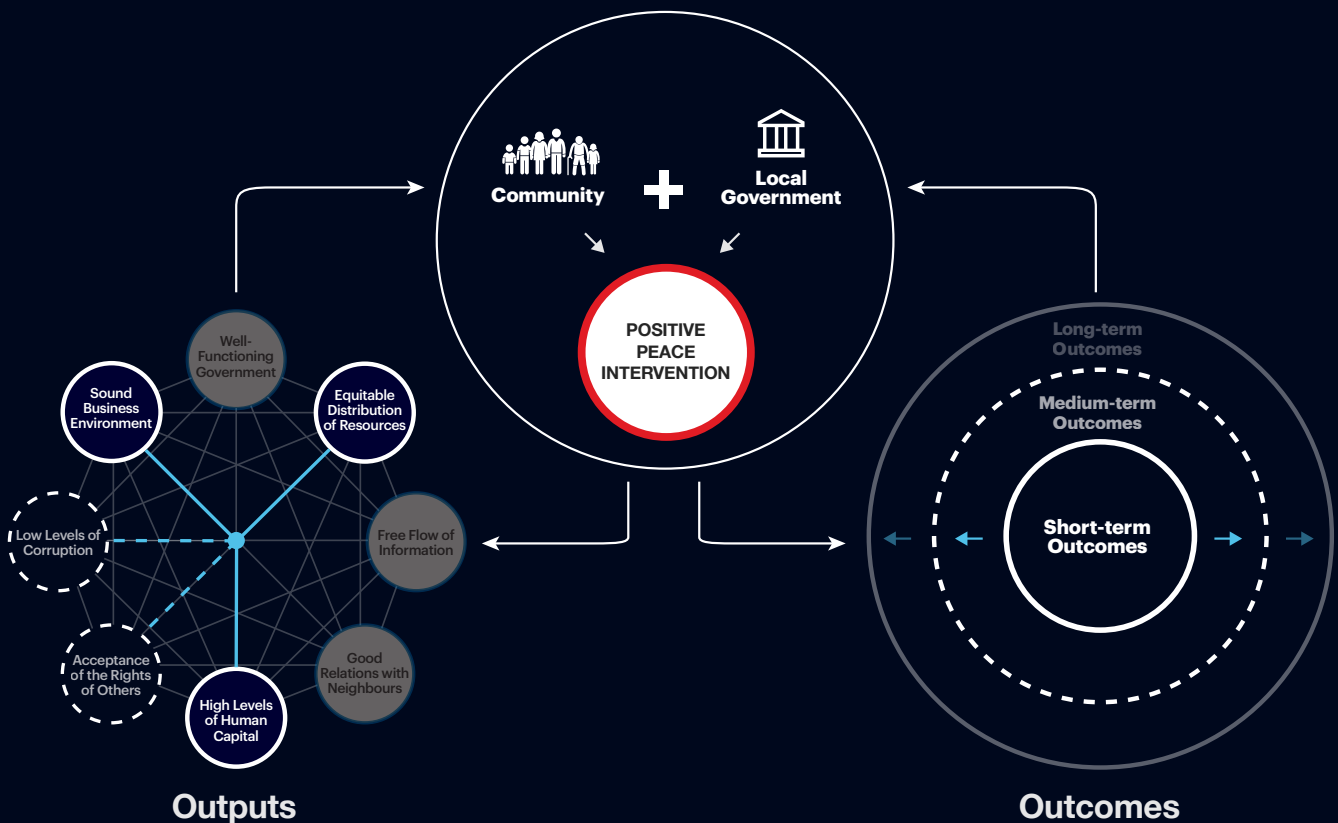 Community
Local
Government
POSITIVE
PEACE
INTERVENTION
Well-
Functioning
Government
Sound
Business
Environment
Equitable
Distribution
of Resources
Low Levels of
Corruption
Free Flow of
Information
Acceptance
of the Rights
of Others
Good
Relations with
Neighbours
High Levels
of Human
Capital
Outputs
Long-term
Outcomes
Medium-term
Outcomes
Short-term
Outcomes
Outcomes